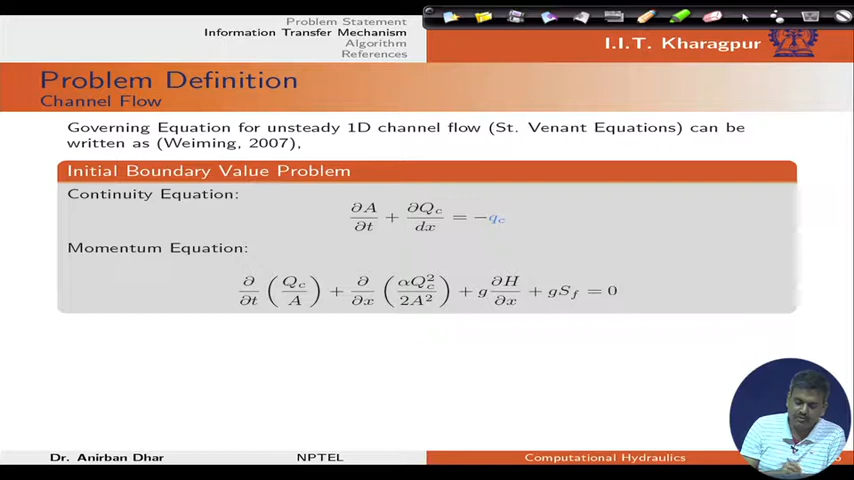 Problem Statement
Information Transfer Mechanism
Algorithm
References
I.I.T. Kharagpur
Problem Definition
Channel Flow
Governing Equation for unsteady 1D channel flow (St. Venant Equations) can be
written as (Weiming, 2007),
Initial Boundary Value Problem
Continuity Equation:
∂A/∂t + ∂Q_c/dx = −q_c
Momentum Equation:
∂/∂t (Q_c/A) + ∂/∂x (αQ_c²/2A²) + g ∂H/∂x + gS_f = 0
Dr. Anirban Dhar NPTEL Computational Hydraulics